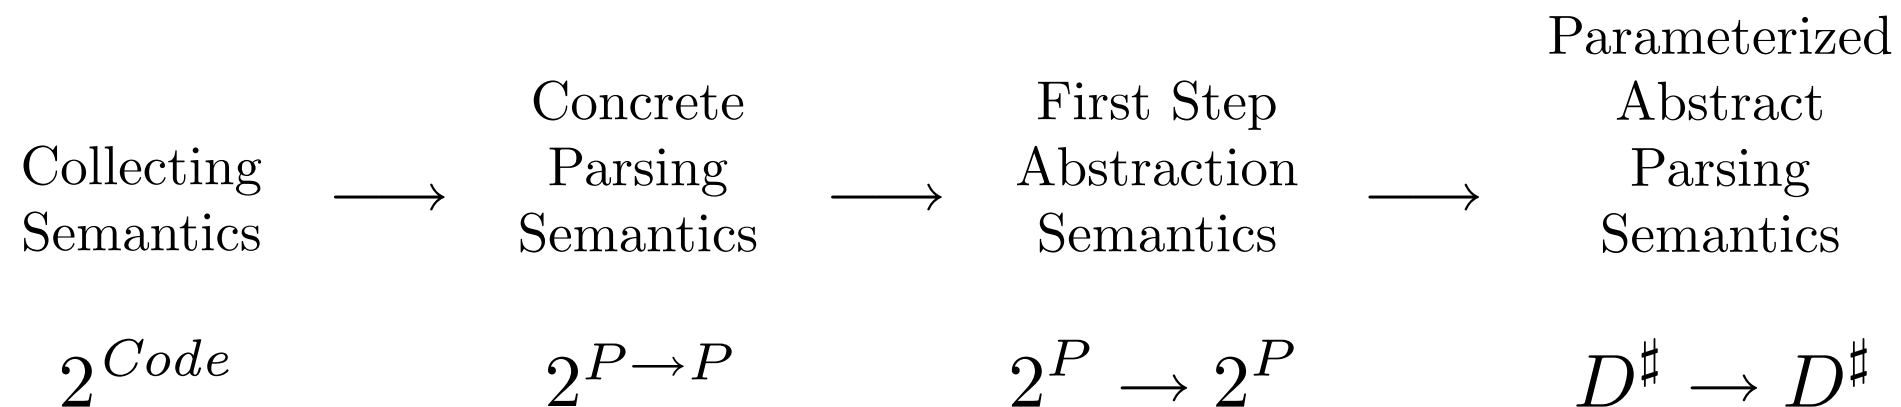 Collecting
Semantics
⟶
Concrete
Parsing
Semantics
⟶
First Step
Abstraction
Semantics
⟶
Parameterized
Abstract
Parsing
Semantics
2^{Code}
2^{P→P}
2^P → 2^P
D^♯ → D^♯